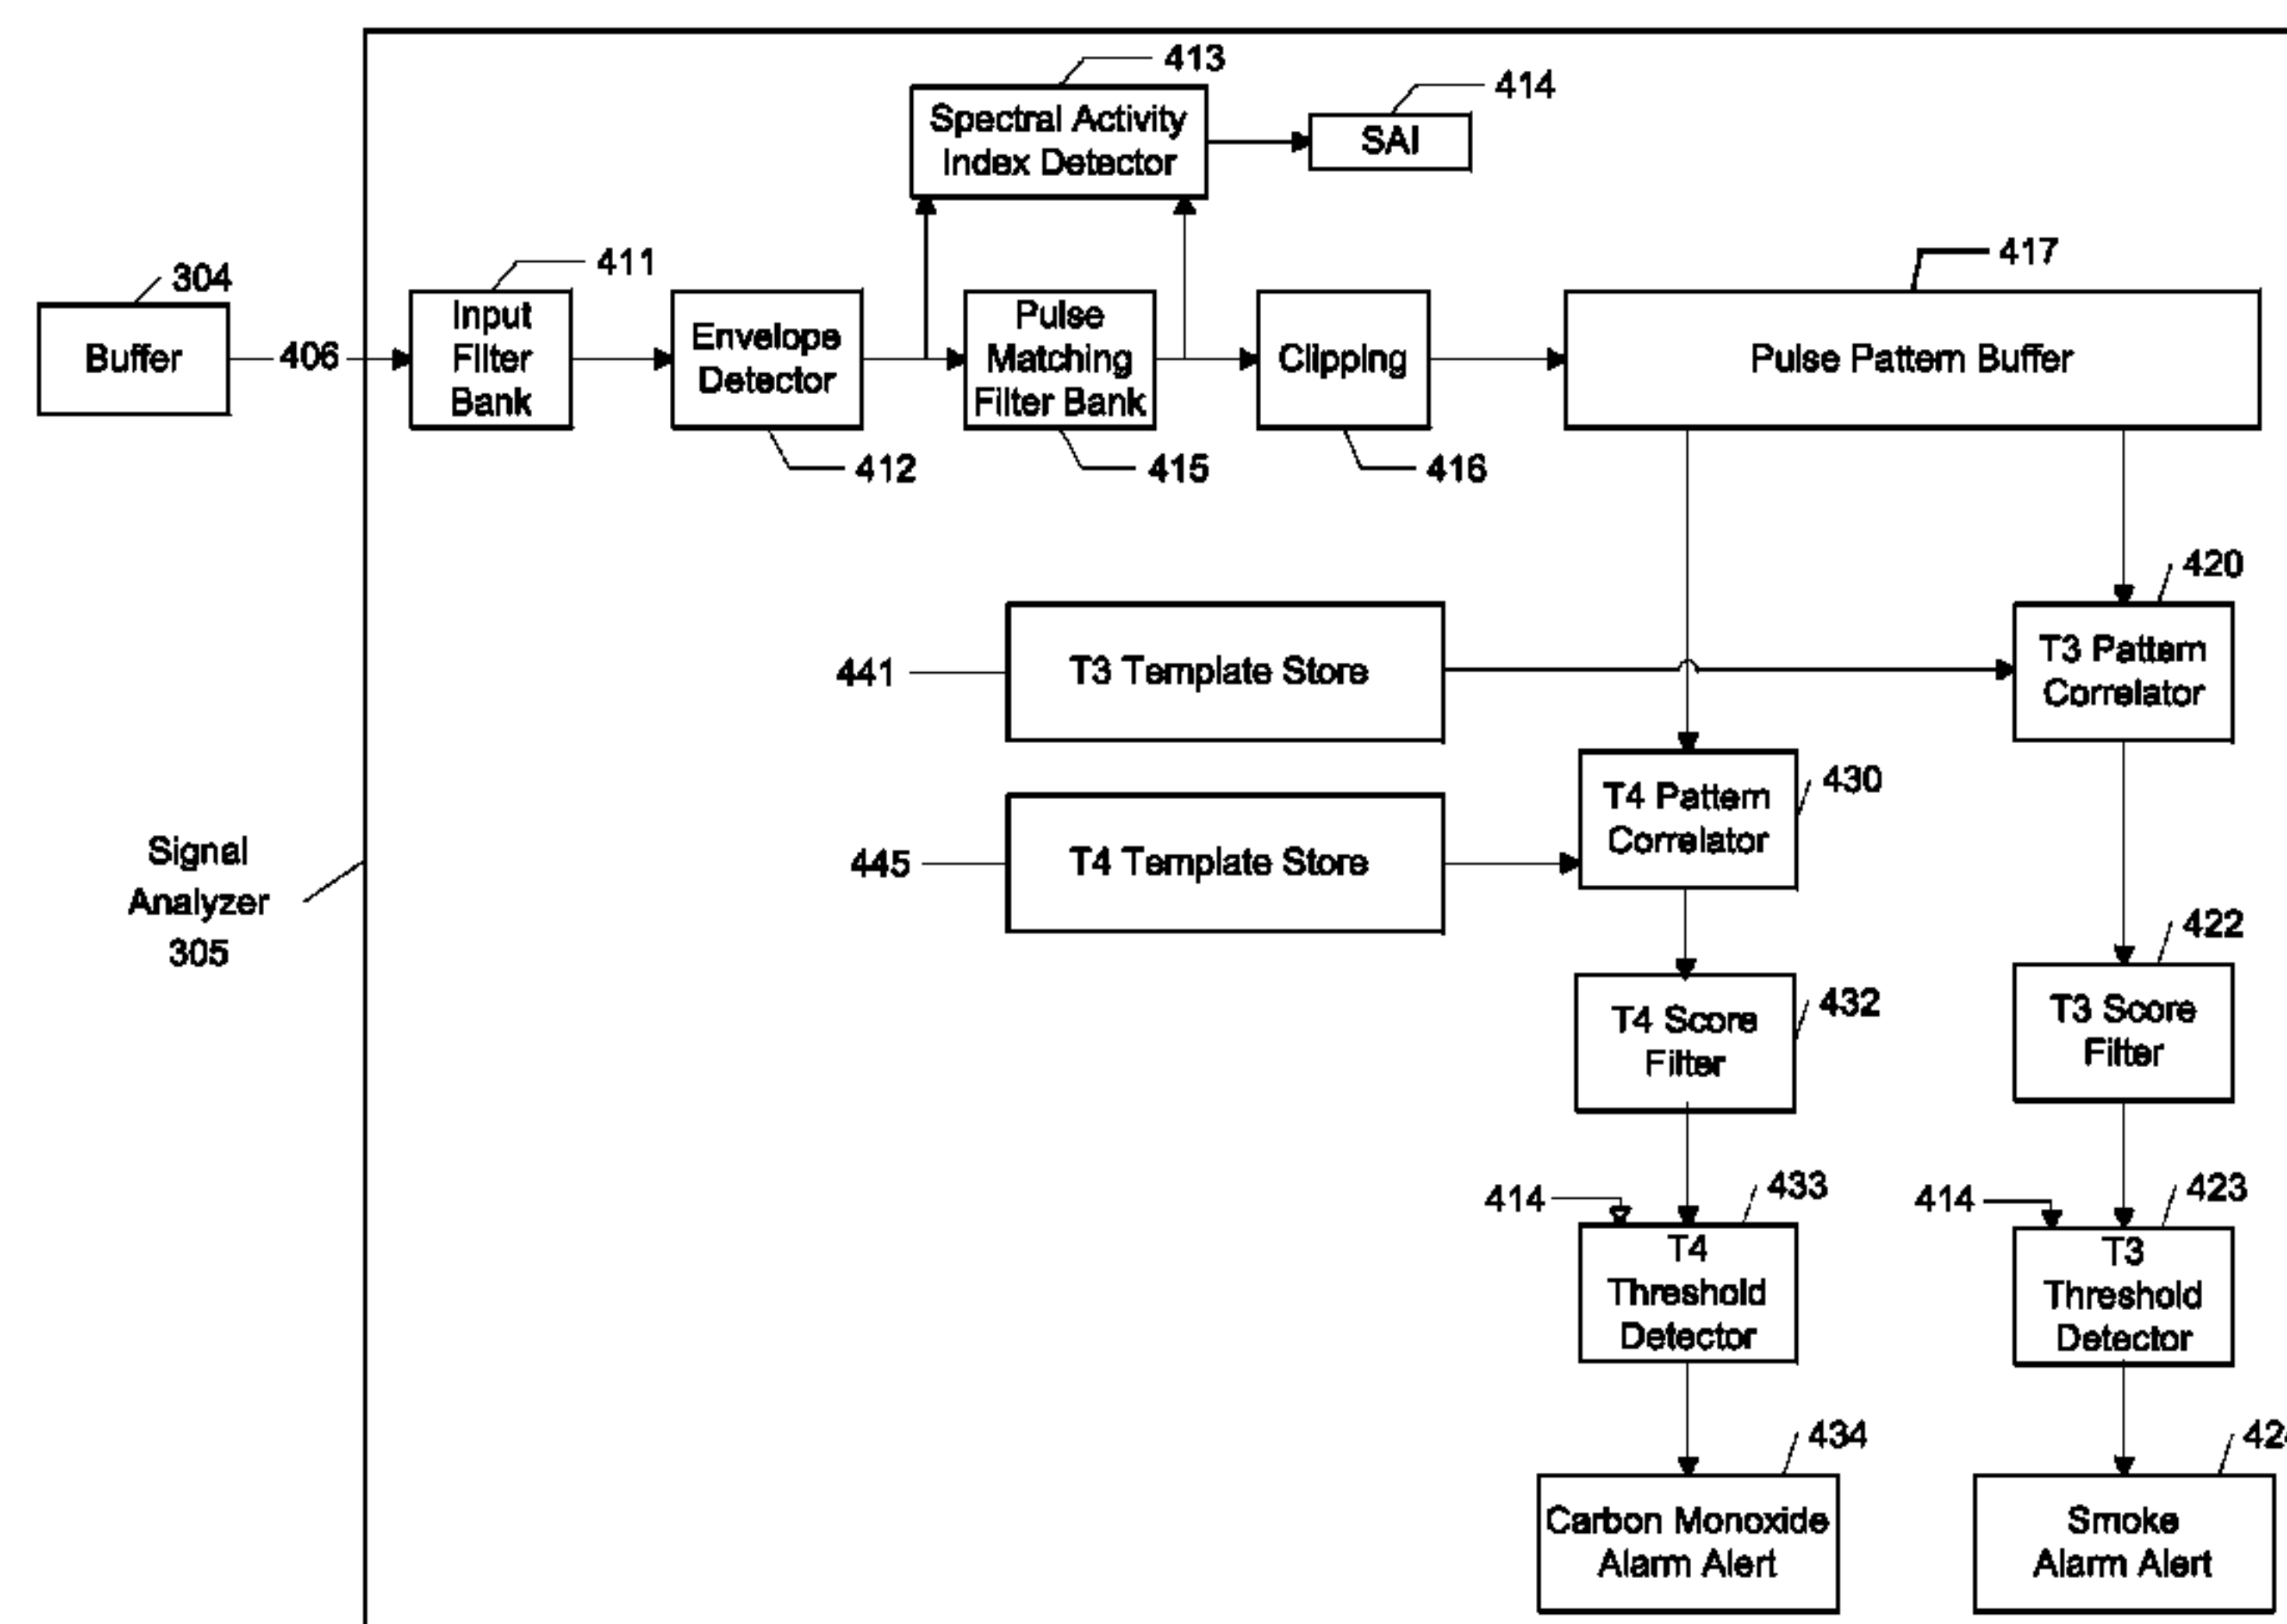 413
414
Spectral Activity
Index Detector
SAI
304
411
417
Buffer
406
Input
Filter
Bank
Envelope
Detector
Pulse
Matching
Filter Bank
Clipping
Pulse Pattern Buffer
412
415
416
420
441
T3 Template Store
T3 Pattern
Correlator
430
T4 Pattern
Correlator
445
T4 Template Store
Signal
Analyzer
305
422
432
T4 Score
Filter
T3 Score
Filter
414
433
414
423
T4
Threshold
Detector
T3
Threshold
Detector
434
Carbon Monoxide
Alarm Alert
Smoke
Alarm Alert